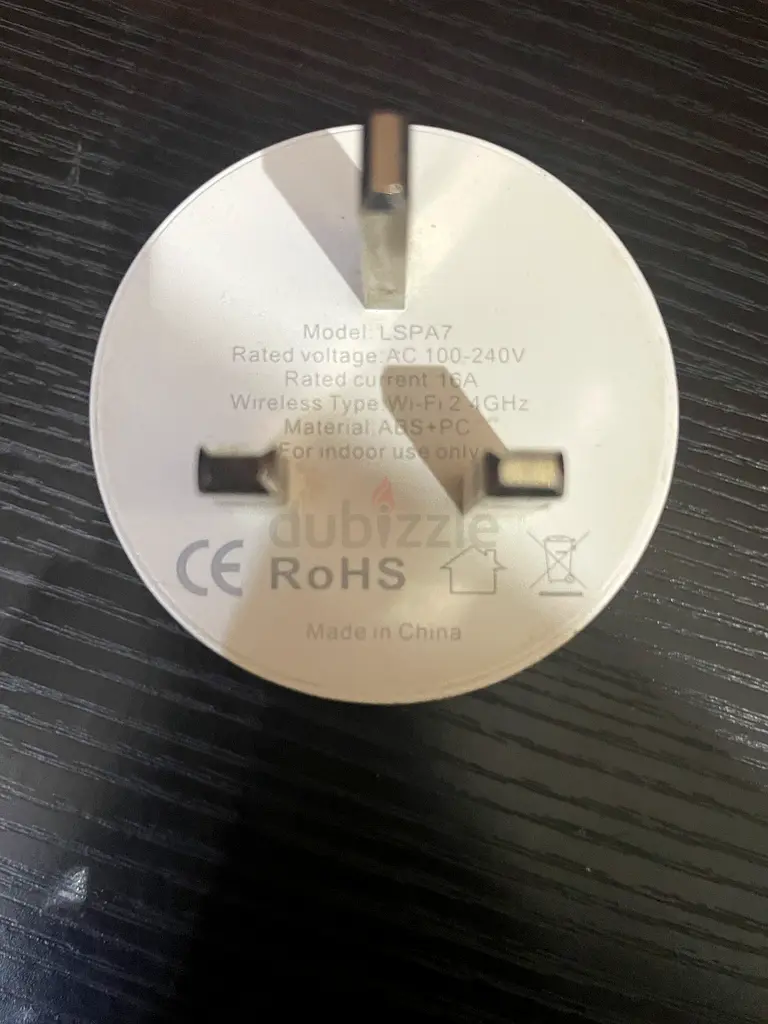 Model: LSPA7
Rated voltage: AC 100-240V
Rated current 16A
Wireless Type: Wi-Fi 2.4GHz
Material: ABS+PC
For indoor use only
dubizzle
CE RoHS
Made in China